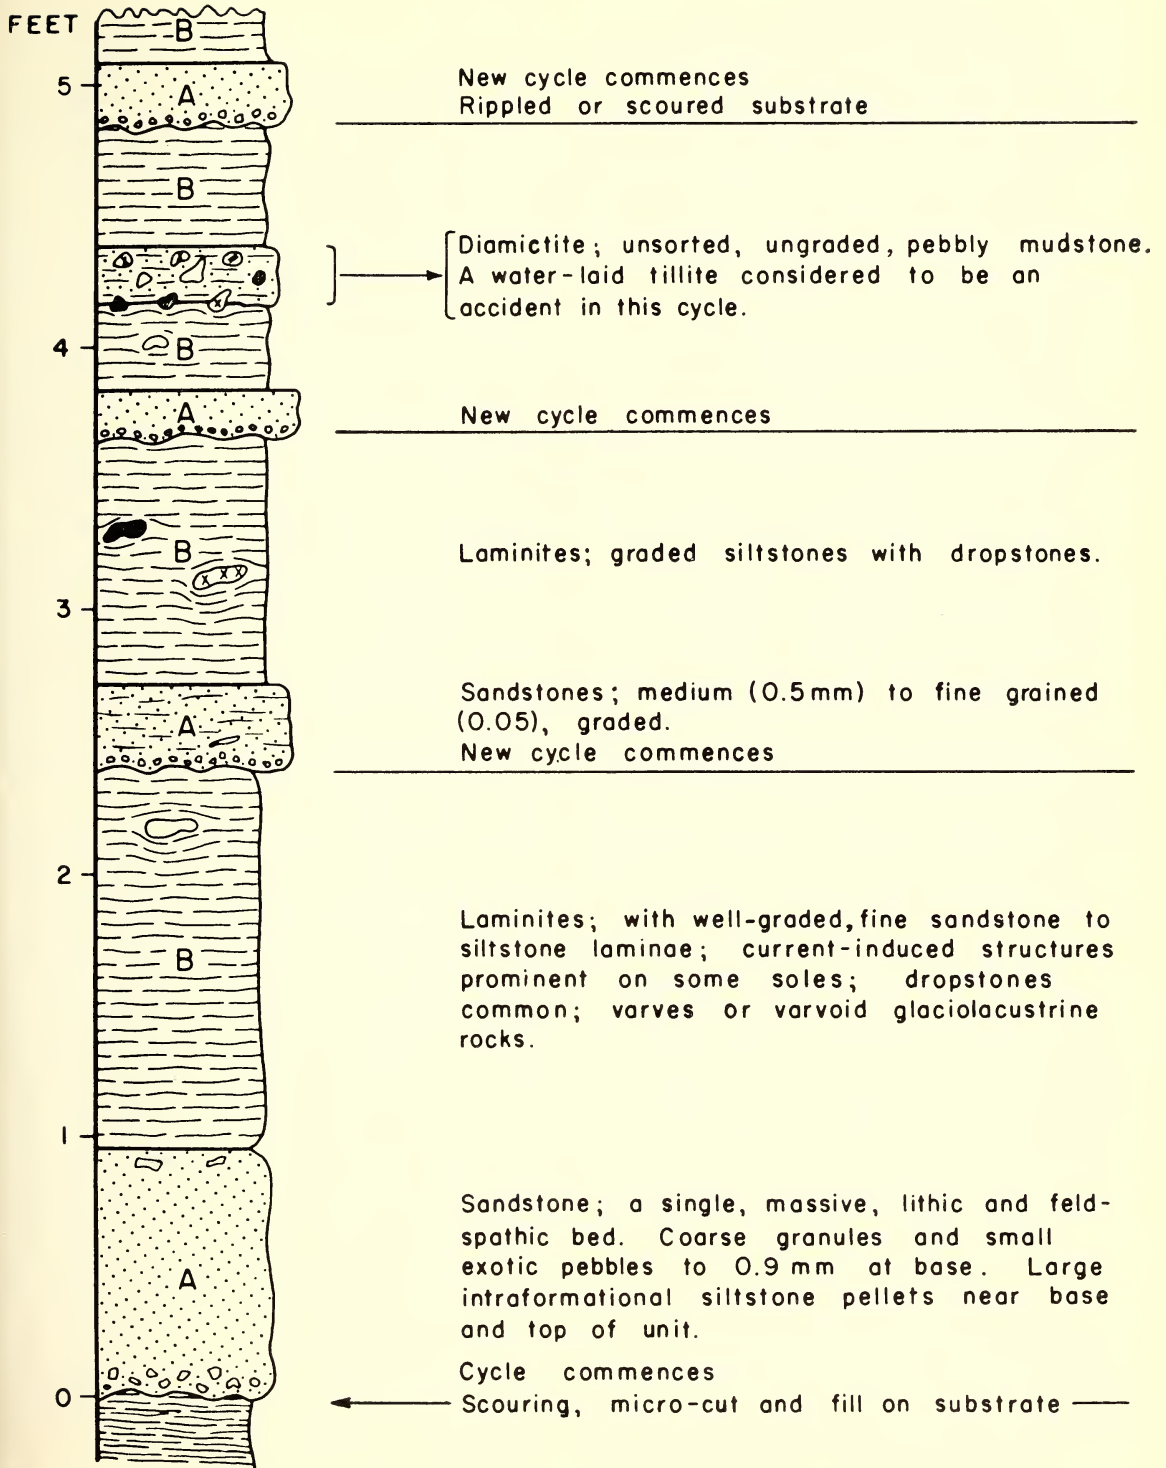 FEET
B
5
A
New cycle commences
Rippled or scoured substrate
B
Diamictite; unsorted, ungraded, pebbly mudstone.
A water-laid tillite considered to be an
accident in this cycle.
4
B
A
New cycle commences
B
Laminites; graded siltstones with dropstones.
3
Sandstones; medium (0.5mm) to fine grained
(0.05), graded.
A
New cycle commences
2
B
Laminites; with well-graded, fine sandstone to
siltstone laminae; current-induced structures
prominent on some soles; dropstones
common; varves or varvoid glaciolacustrine
rocks.
1
A
Sandstone; a single, massive, lithic and feld-
spathic bed. Coarse granules and small
exotic pebbles to 0.9 mm at base. Large
intraformational siltstone pellets near base
and top of unit.
Cycle commences
0
Scouring, micro-cut and fill on substrate